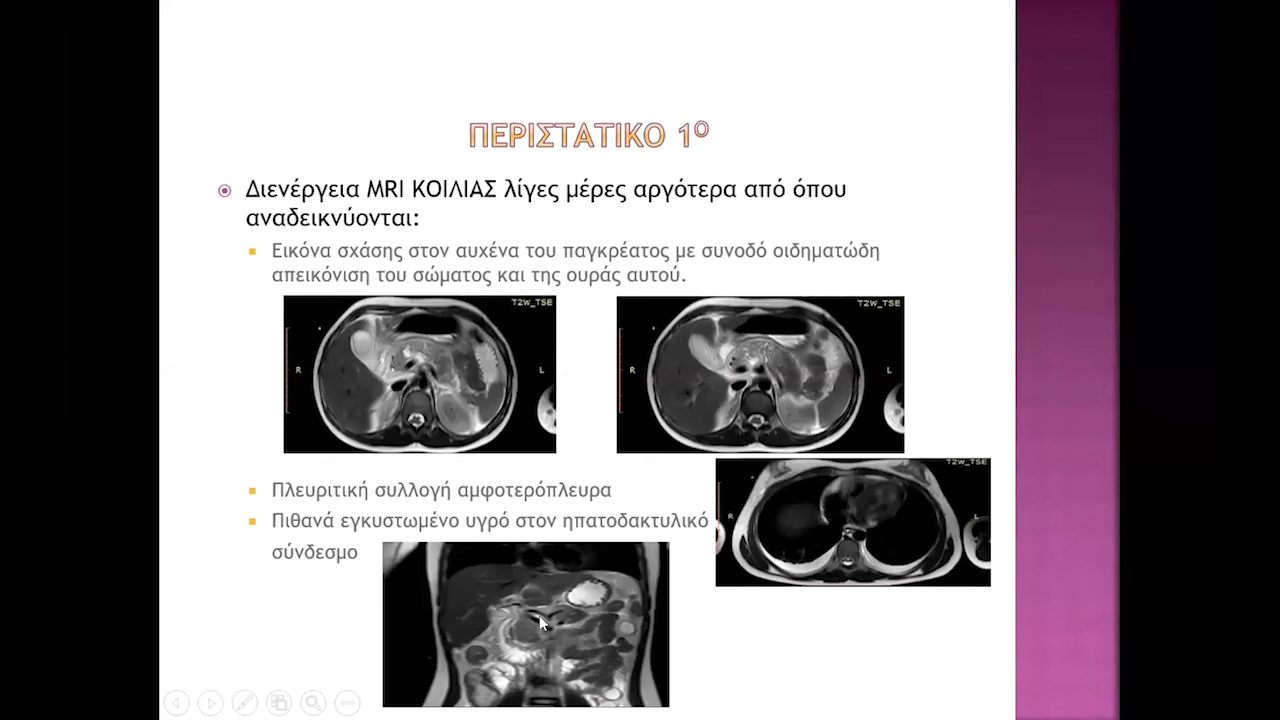 ΠΕΡΙΣΤΑΤΙΚΟ 1Ο
Διενέργεια MRI ΚΟΙΛΙΑΣ λίγες μέρες αργότερα από όπου
αναδεικνύονται:
Εικόνα σχάσης στον αυχένα του παγκρέατος με συνοδό οιδηματώδη
απεικόνιση του σώματος και της ουράς αυτού.
T2W_TSE
T2W_TSE
R
L
R
L
T2W_TSE
Πλευριτική συλλογή αμφοτερόπλευρα
R
L
Πιθανά εγκυστωμένο υγρό στον ηπατοδακτυλικό
σύνδεσμο